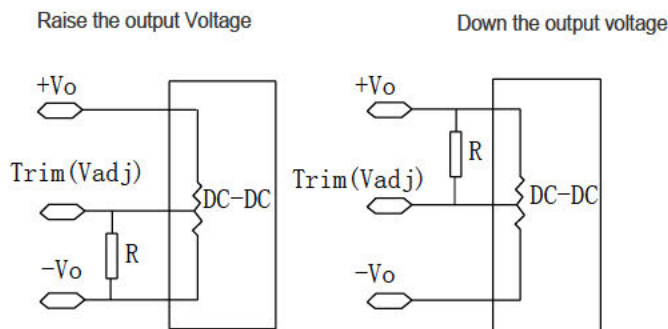 Raise the output Voltage
Down the output voltage
+Vo
Trim(Vadj)
DC-DC
R
-Vo
+Vo
R
Trim(Vadj)
DC-DC
-Vo